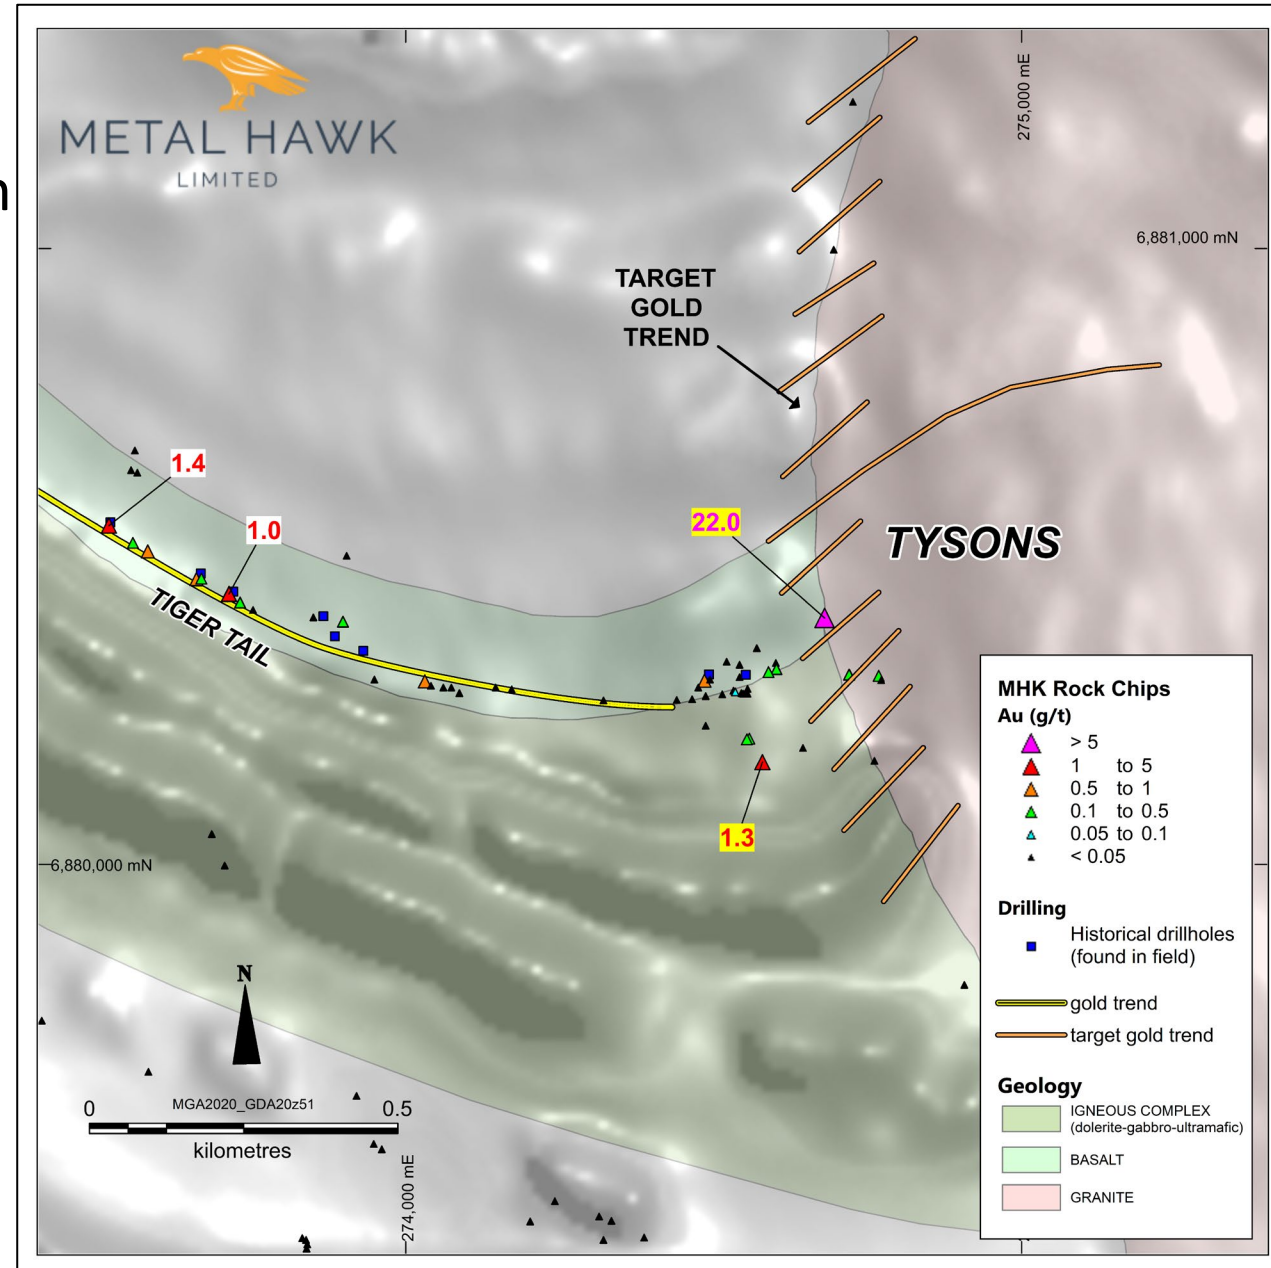 n
METAL HAWK
LIMITED
275,000 mE
6,881,000 mN
TARGET
GOLD
TREND
1.4
1.0
22.0
TYSONS
TIGER TAIL
1.3
6,880,000 mN
N
MGA2020_GDA20z51
0 0.5
kilometres
274,000 mE
MHK Rock Chips
Au (g/t)
> 5
1 to 5
0.5 to 1
0.1 to 0.5
0.05 to 0.1
< 0.05
Drilling
Historical drillholes
(found in field)
gold trend
target gold trend
Geology
IGNEOUS COMPLEX
(dolerite-gabbro-ultramafic)
BASALT
GRANITE